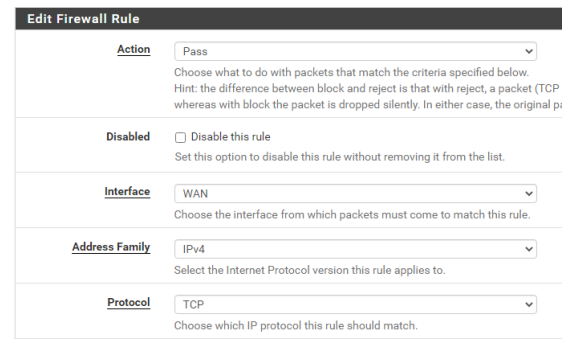 Edit Firewall Rule
Action
Pass
Choose what to do with packets that match the criteria specified below.
Hint: the difference between block and reject is that with reject, a packet (TCP
whereas with block the packet is dropped silently. In either case, the original
Disabled
Disable this rule
Set this option to disable this rule without removing it from the list.
Interface
WAN
Choose the interface from which packets must come to match this rule.
Address Family
IPv4
Select the Internet Protocol version this rule applies to.
Protocol
TCP
Choose which IP protocol this rule should match.